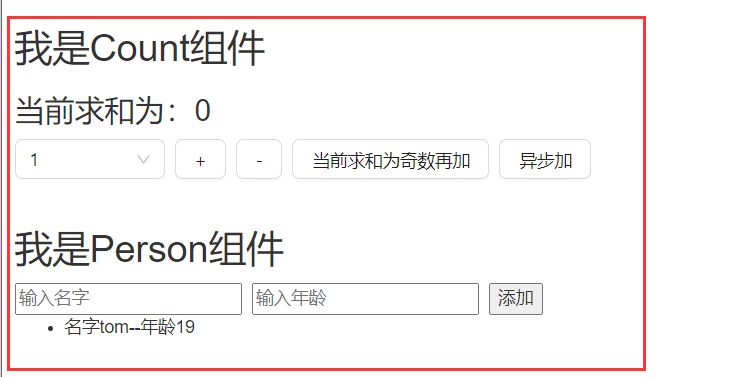 我是Count组件
当前求和为：0
1 + - 当前求和为奇数再加 异步加
我是Person组件
输入名字 输入年龄 添加
名字tom--年龄19